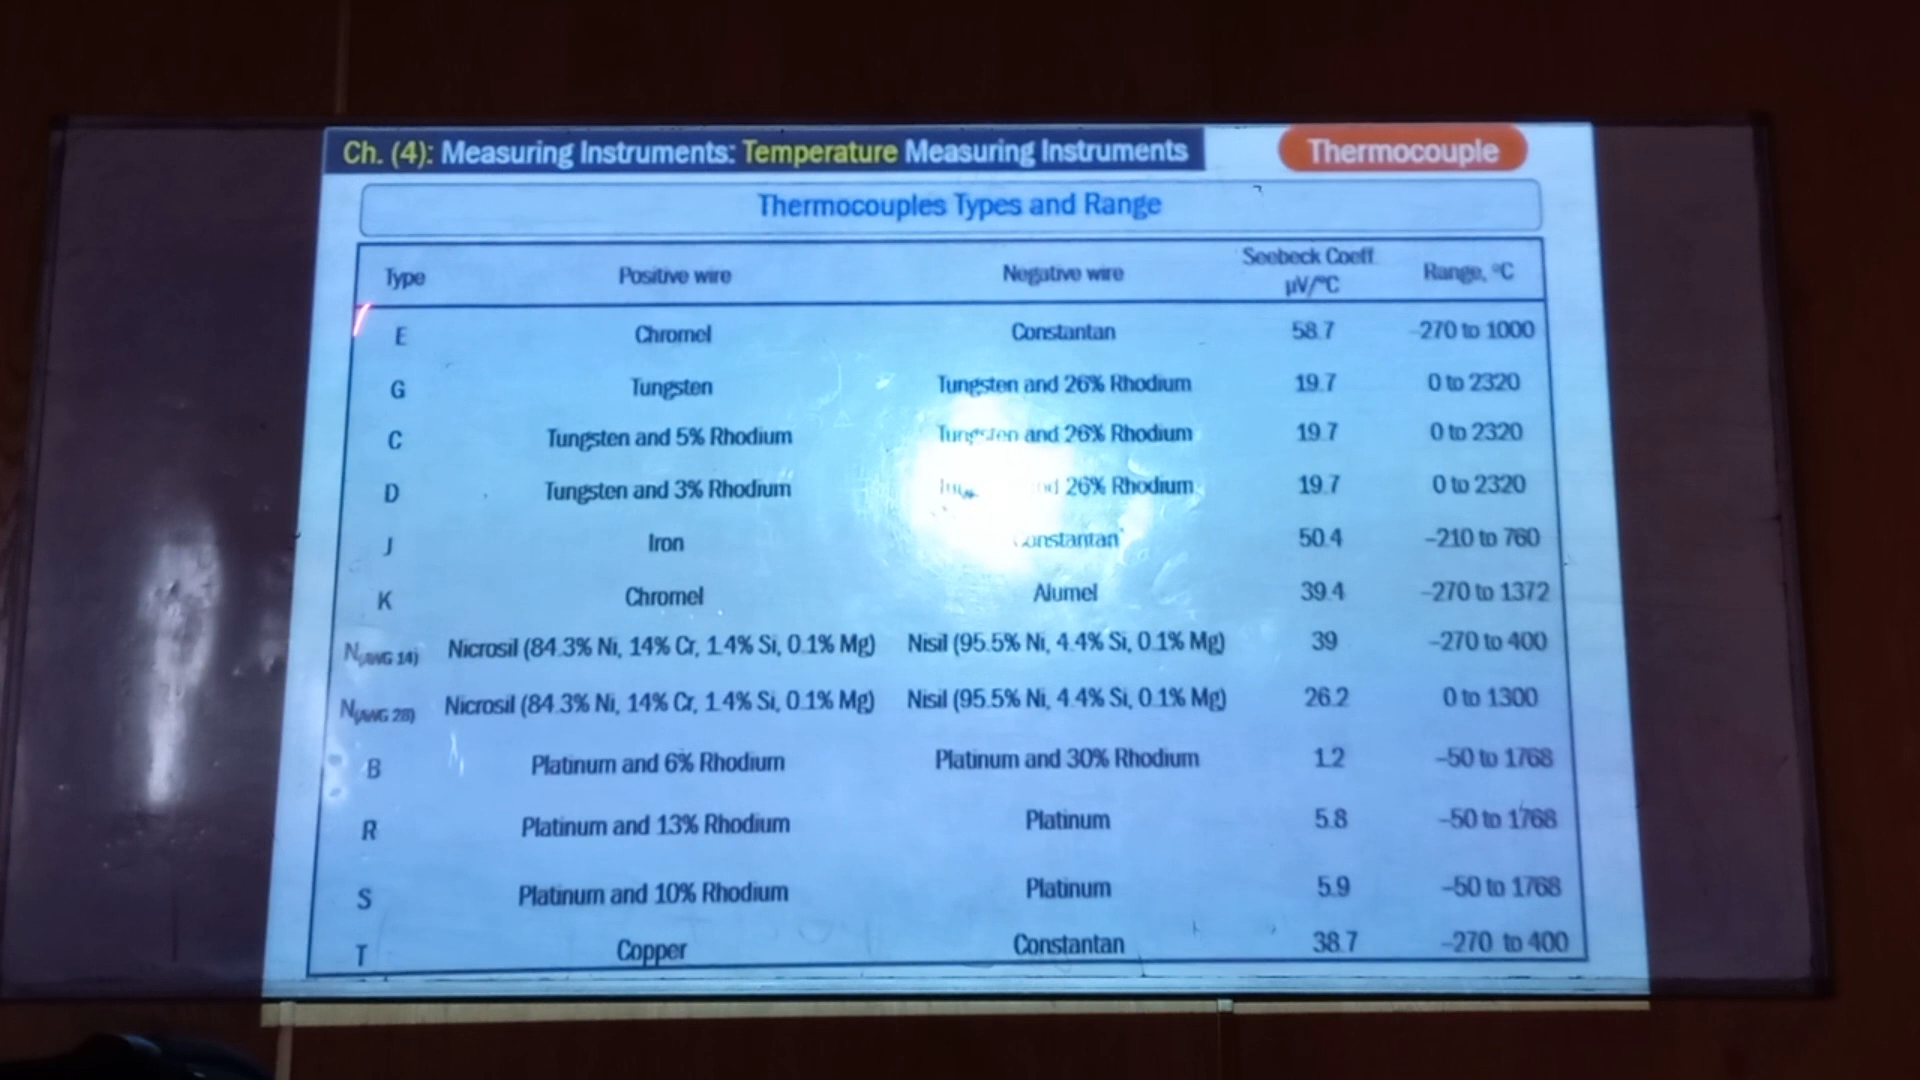 Ch. (4): Measuring Instruments: Temperature Measuring Instruments Thermocouple
Thermocouples Types and Range
Type Positive wire Negative wire Seebeck Coeff. µV/°C Range, °C
E Chromel Constantan 58.7 -270 to 1000
G Tungsten Tungsten and 26% Rhodium 19.7 0 to 2320
C Tungsten and 5% Rhodium Tungsten and 26% Rhodium 19.7 0 to 2320
D Tungsten and 3% Rhodium 26% Rhodium 19.7 0 to 2320
J Iron Constantan 50.4 -210 to 760
K Chromel Alumel 39.4 -270 to 1372
N(AWG 14) Nicrosil (84.3% Ni, 14% Cr, 1.4% Si, 0.1% Mg) Nisil (95.5% Ni, 4.4% Si, 0.1% Mg) 39 -270 to 400
N(AWG 28) Nicrosil (84.3% Ni, 14% Cr, 1.4% Si, 0.1% Mg) Nisil (95.5% Ni, 4.4% Si, 0.1% Mg) 26.2 0 to 1300
B Platinum and 6% Rhodium Platinum and 30% Rhodium 1.2 -50 to 1768
R Platinum and 13% Rhodium Platinum 5.8 -50 to 1768
S Platinum and 10% Rhodium Platinum 5.9 -50 to 1768
T Copper Constantan 38.7 -270 to 400